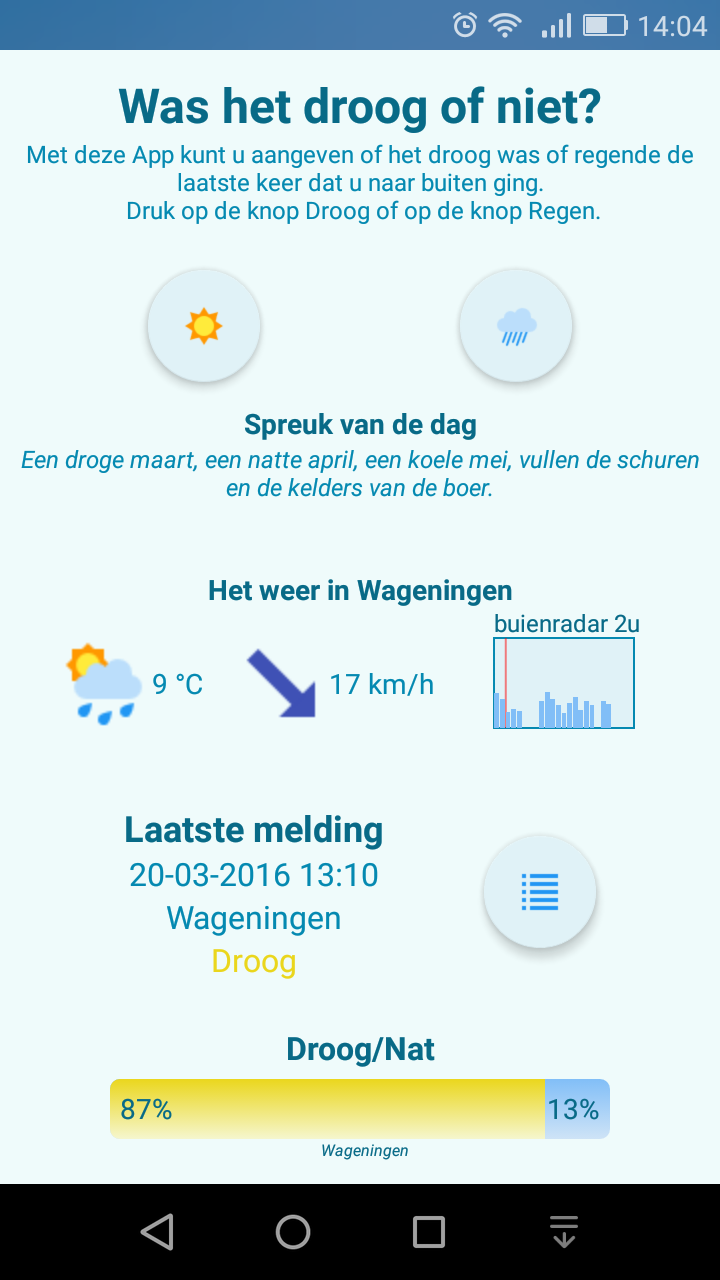 14:04
Was het droog of niet?
Met deze App kunt u aangeven of het droog was of regende de
laatste keer dat u naar buiten ging.
Druk op de knop Droog of op de knop Regen.
Spreuk van de dag
Een droge maart, een natte april, een koele mei, vullen de schuren
en de kelders van de boer.
Het weer in Wageningen
buienradar 2u
9 °C
17 km/h
Laatste melding
20-03-2016 13:10
Wageningen
Droog
Droog/Nat
87% 13%
Wageningen